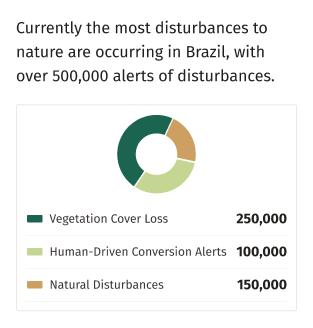 Currently the most disturbances to
nature are occurring in Brazil, with
over 500,000 alerts of disturbances.
Vegetation Cover Loss 250,000
Human-Driven Conversion Alerts 100,000
Natural Disturbances 150,000